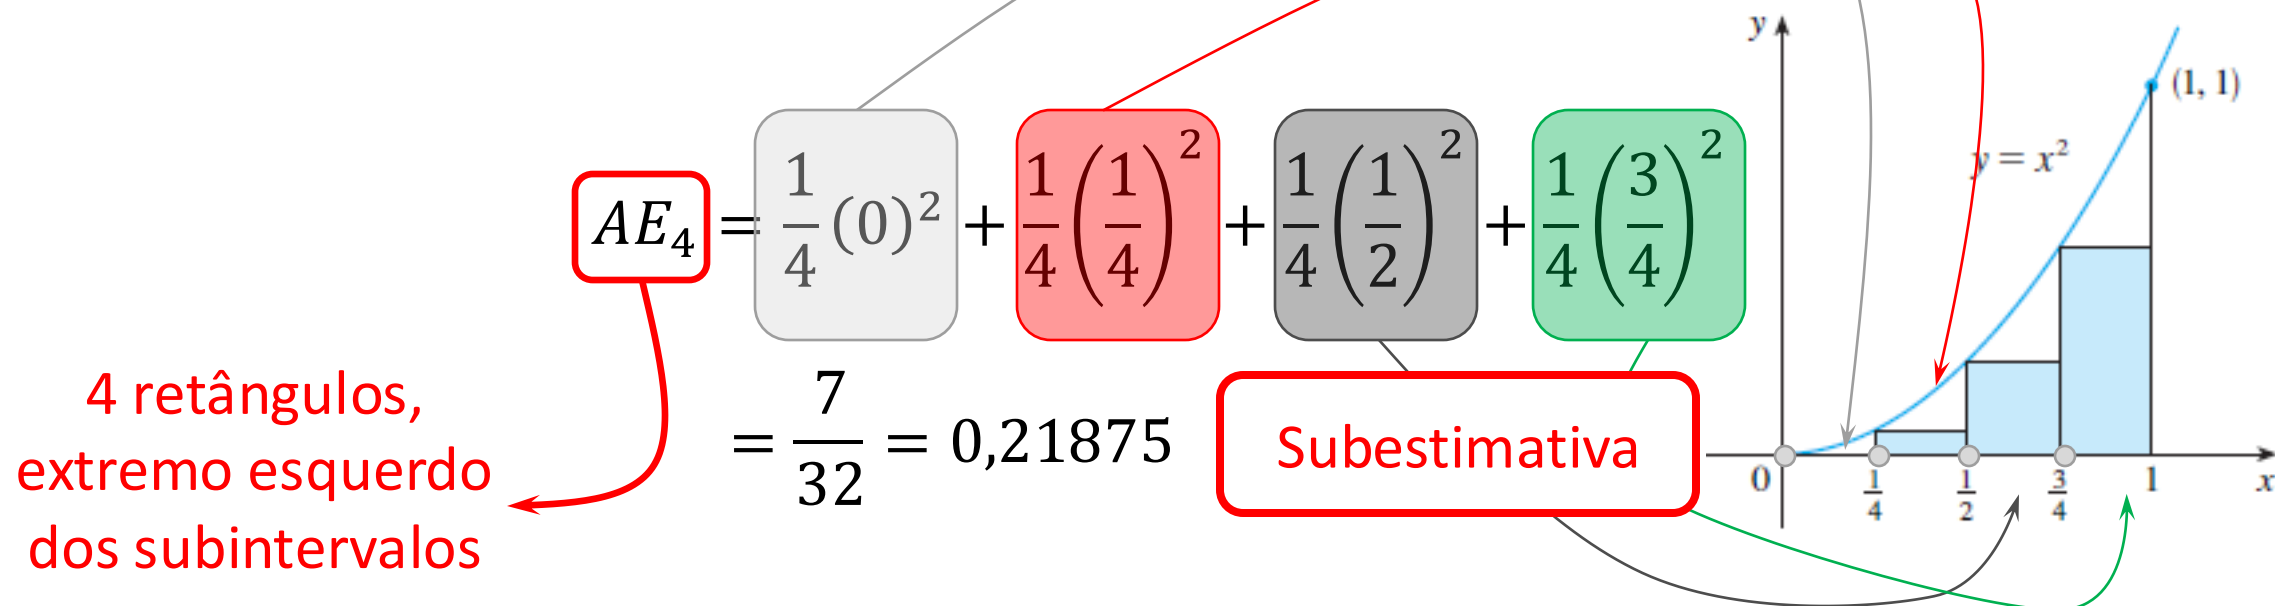 AE₄ = 1/4 (0)² + 1/4 (1/4)² + 1/4 (1/2)² + 1/4 (3/4)²
= 7/32 = 0,21875
4 retângulos,
extremo esquerdo
dos subintervalos
Subestimativa
y
(1, 1)
y = x²
0 1/4 1/2 3/4 1 x